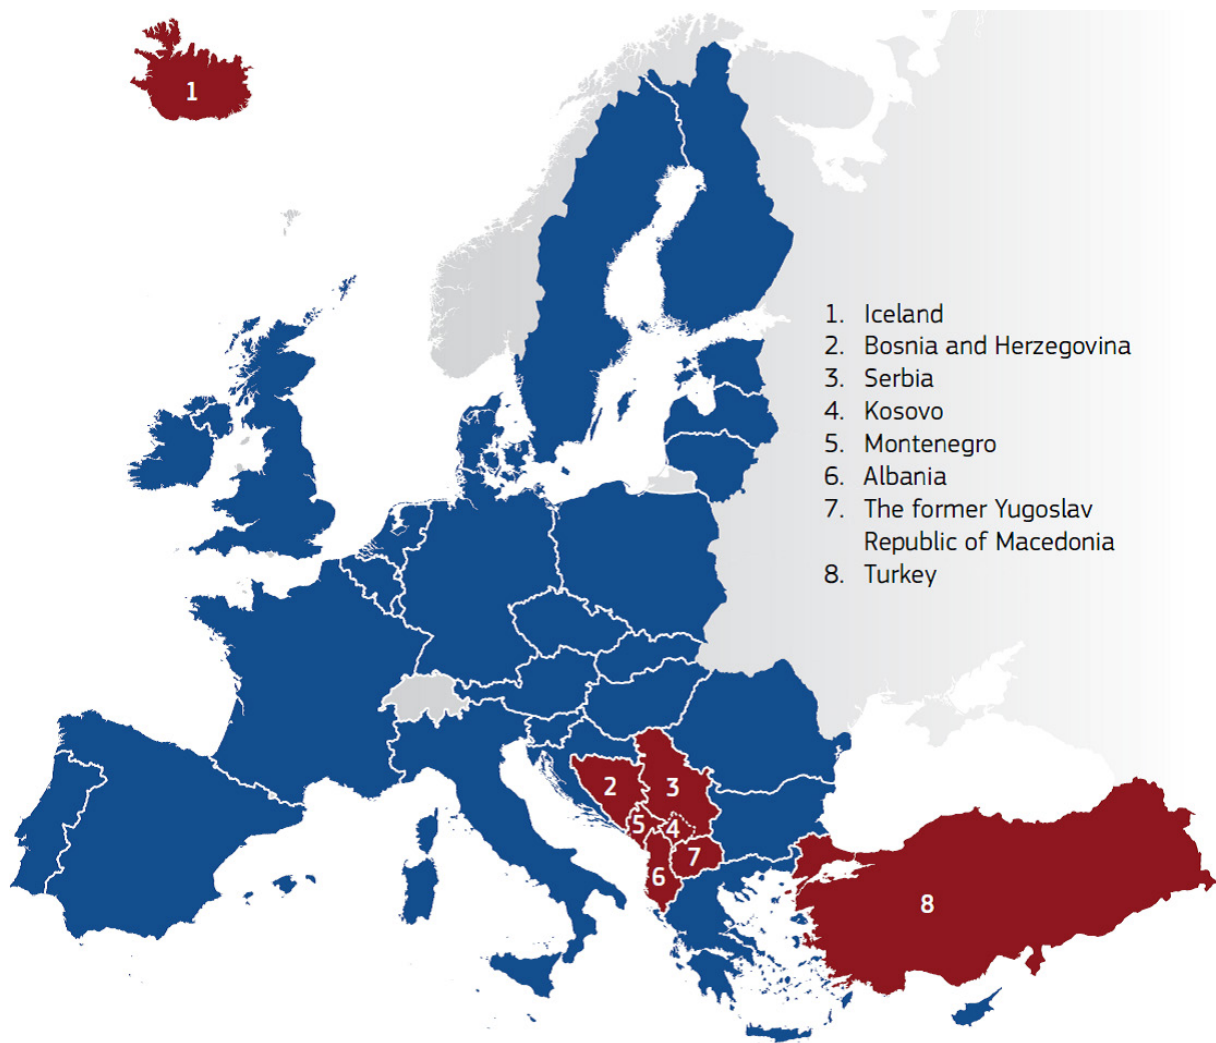 1
1. Iceland
2. Bosnia and Herzegovina
3. Serbia
4. Kosovo
5. Montenegro
6. Albania
7. The former Yugoslav
Republic of Macedonia
8. Turkey
2
3
5
4
7
6
8